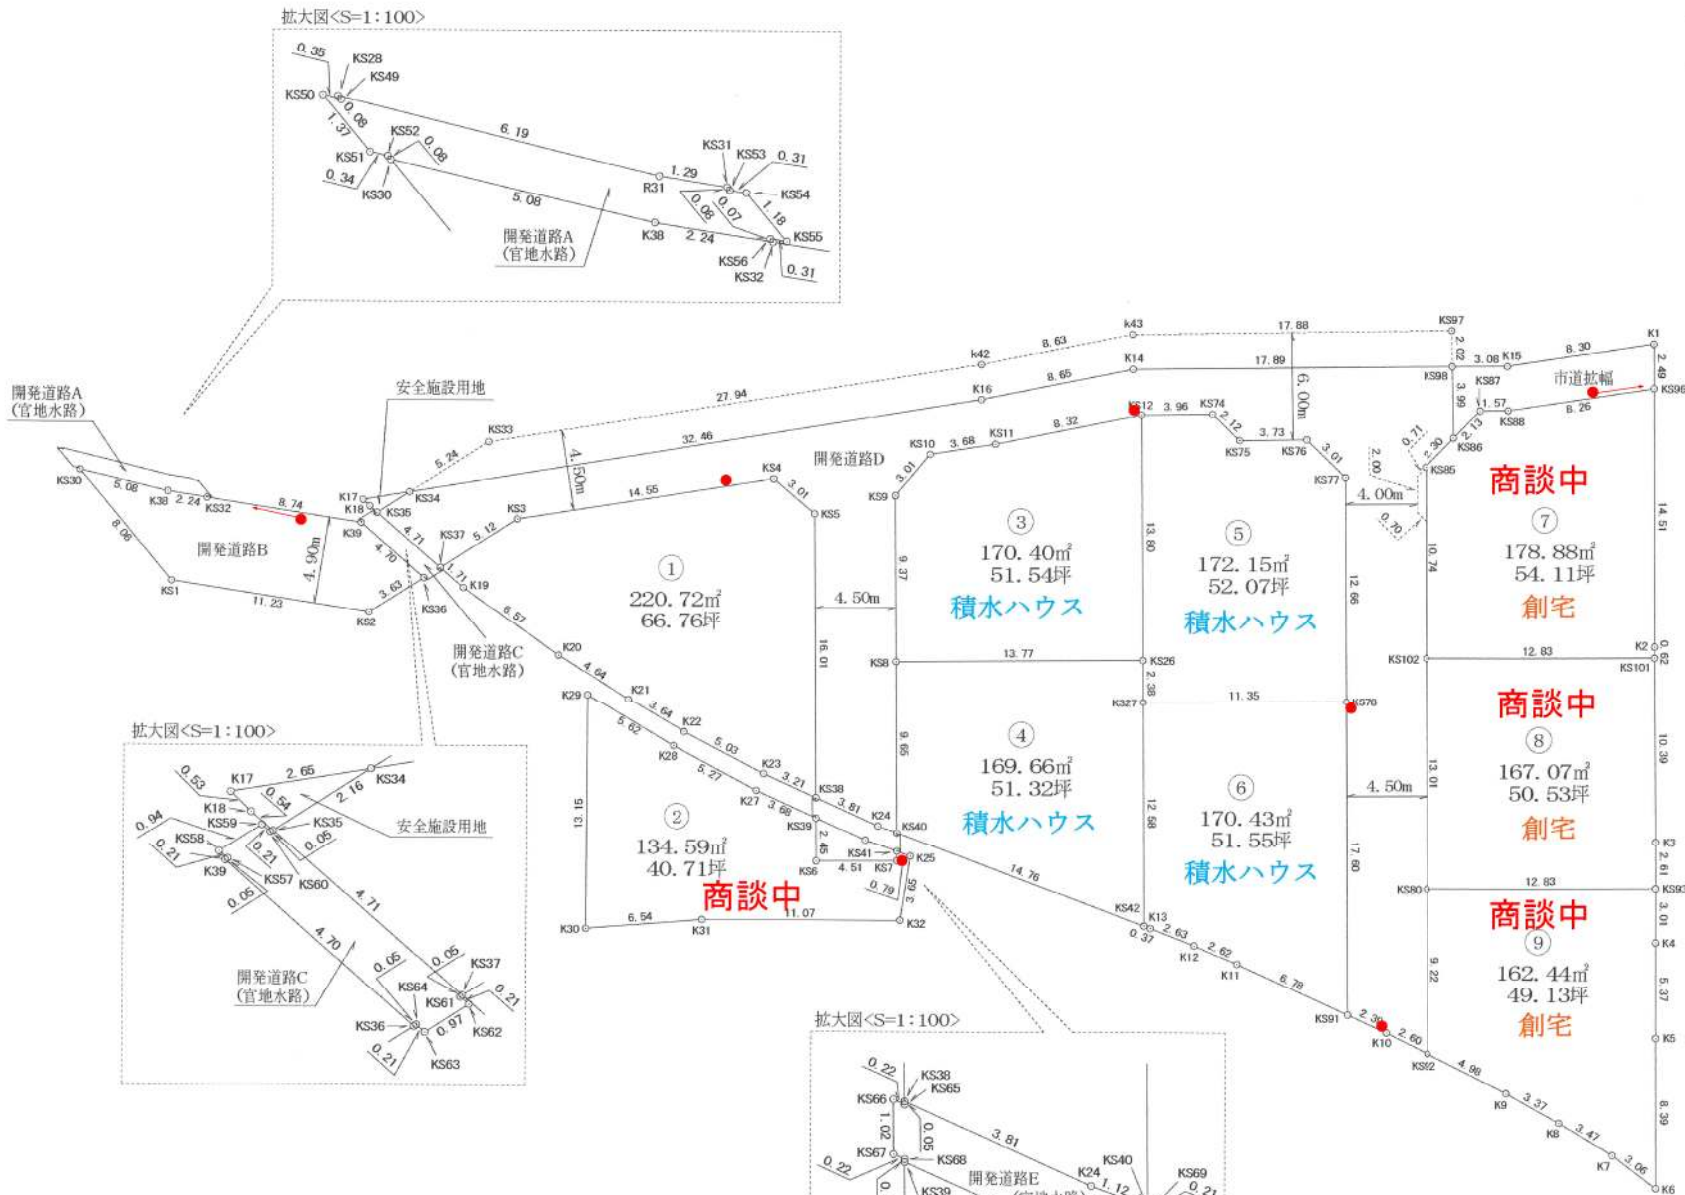 拡大図<S=1:100>
0.35
KS28
KS49
KS50
0.08
1.37
KS52
0.08
KS51
0.34
KS30
6.19
5.08
R31
1.29
KS31
KS53
0.31
KS54
0.08
0.07
1.18
K38
2.24
KS55
KS56
KS32
0.31
開発道路A
(官地水路)
開発道路A
(官地水路)
安全施設用地
KS30
5.08
K38
2.24
KS32
8.74
8.06
開発道路B
4.90m
KS1
11.23
KS2
3.63
KS36
K17
K18
K39
KS34
KS35
4.71
4.70
KS37
1.71
K19
5.24
KS33
27.94
4.50m
32.46
KS3
5.12
14.55
KS4
3.01
KS5
k42
8.63
k43
17.88
KS97
K16
8.65
K14
17.89
2.02
KS98
3.08
K15
8.30
K1
2.49
KS96
市道拡幅
KS87
1.57
KS88
8.26
3.99
2.13
KS86
2.30
0.71
KS85
2.00
0.70
6.00m
開発道路D
KS10
3.68
KS11
8.32
KS12
3.96
KS74
2.12
KS75
3.73
KS76
3.01
KS77
4.00m
3.01
KS9
9.37
4.50m
16.01
①
220.72㎡
66.76坪
③
170.40㎡
51.54坪
積水ハウス
13.80
⑤
172.15㎡
52.07坪
積水ハウス
12.66
10.74
商談中
⑦
178.88㎡
54.11坪
創宅
14.51
K2
0.62
KS101
KS102
12.83
KS8
13.77
KS26
2.38
K327
11.35
9.65
④
169.66㎡
51.32坪
積水ハウス
12.58
⑥
170.43㎡
51.55坪
積水ハウス
17.60
4.50m
13.01
商談中
⑧
167.07㎡
50.53坪
創宅
10.39
K3
2.61
KS93
KS80
12.83
商談中
⑨
162.44㎡
49.13坪
創宅
3.01
K4
5.37
K5
8.39
9.22
開発道路C
(官地水路)
6.57
K20
4.64
K21
3.64
K22
5.03
K23
3.21
KS38
3.81
K24
KS40
K29
5.62
K28
5.27
K27
3.68
KS39
2.45
KS41
K25
KS6
4.51
KS7
0.79
3.65
13.15
②
134.59㎡
40.71坪
商談中
K30
6.54
K31
11.07
K32
14.76
KS42
K13
0.37
2.63
K12
2.62
K11
6.78
KS91
2.39
K10
2.60
KS92
4.98
K9
3.37
K8
3.47
K7
3.06
K6
拡大図<S=1:100>
0.53
K17
2.65
KS34
2.16
K18
0.54
0.94
KS59
KS58
KS35
0.05
安全施設用地
0.21
0.21
K39
KS57
KS60
0.05
4.71
4.70
開発道路C
(官地水路)
0.05
0.05
KS37
KS64
KS61
0.21
KS36
0.97
KS62
0.21
KS63
拡大図<S=1:100>
0.22
KS38
KS65
KS66
1.02
0.05
3.81
KS67
0.22
KS68
KS39
開発道路E
K24
1.12
KS40
KS69
0.21